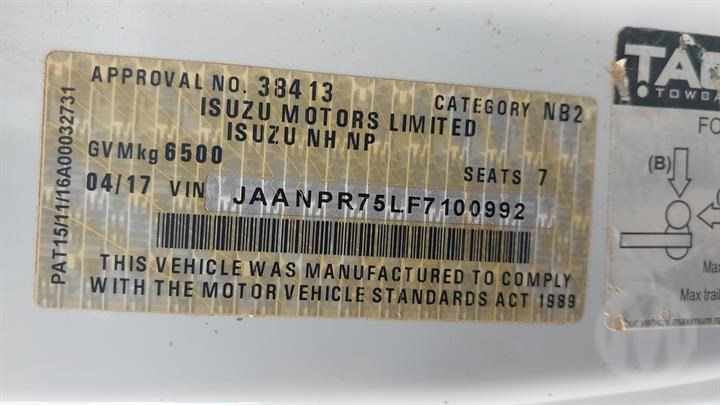 APPROVAL NO. 38413 CATEGORY NB2
ISUZU MOTORS LIMITED
ISUZU NH NP
GVMkg 6500 SEATS 7
04/17 VIN JAANPR75LF7100992
THIS VEHICLE WAS MANUFACTURED TO COMPLY
WITH THE MOTOR VEHICLE STANDARDS ACT 1989
PAT15/11/16A00032731
TOWBA
(B)
Max
Max trail
vehicle maximum